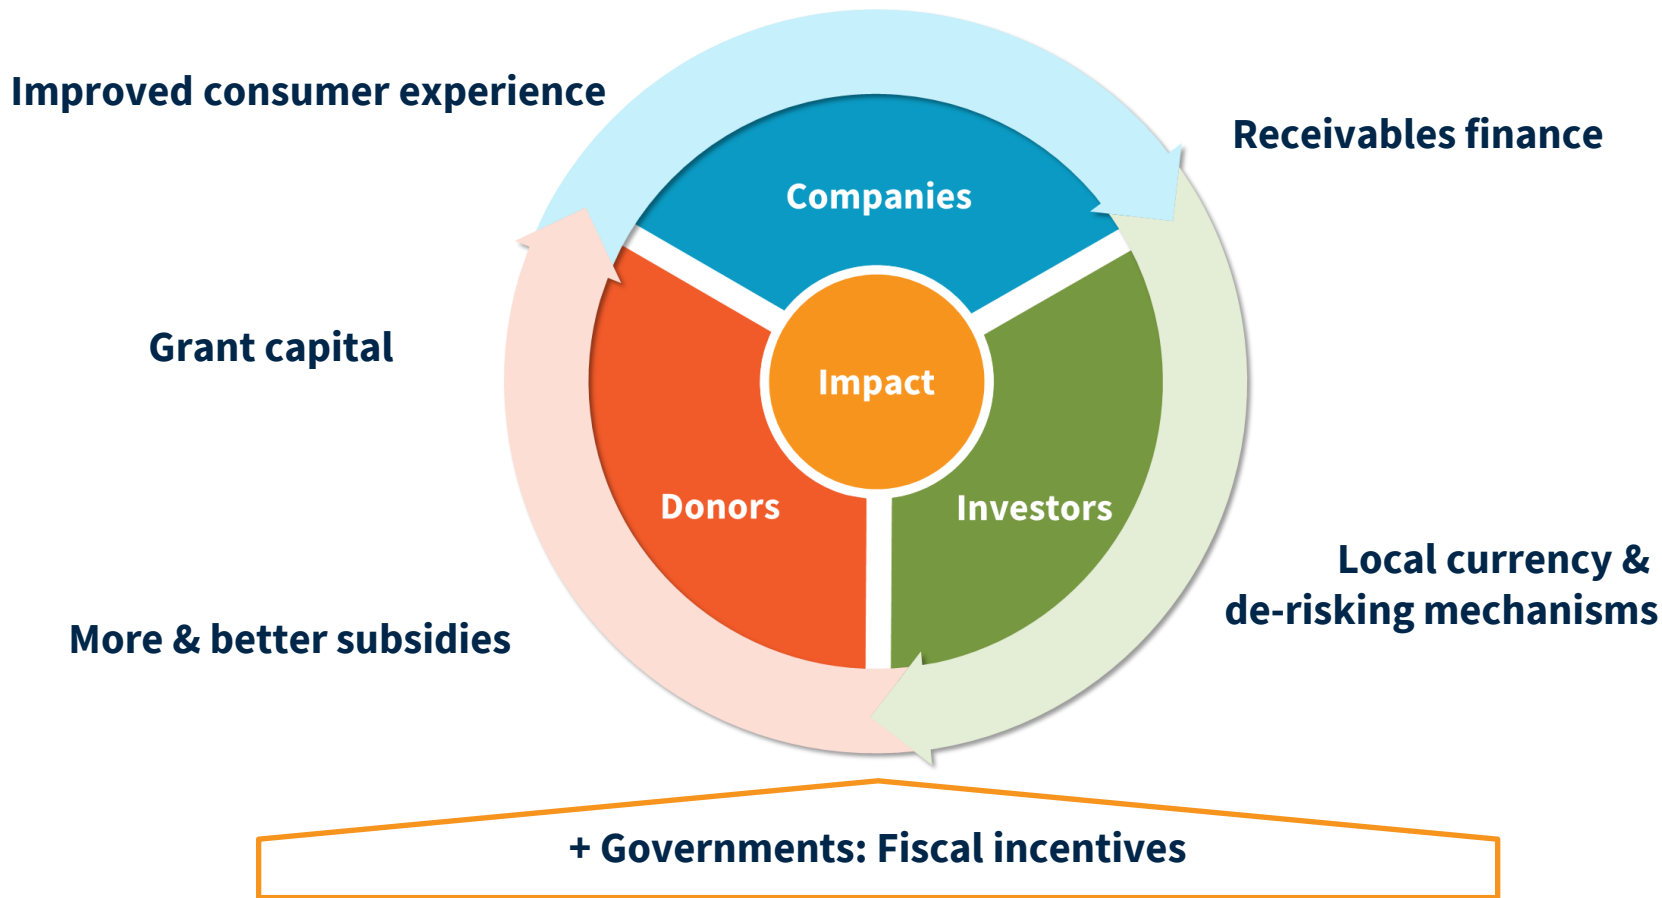 Improved consumer experience
Receivables finance
Companies
Grant capital
Impact
Donors
Investors
Local currency &
de-risking mechanisms
More & better subsidies
+ Governments: Fiscal incentives